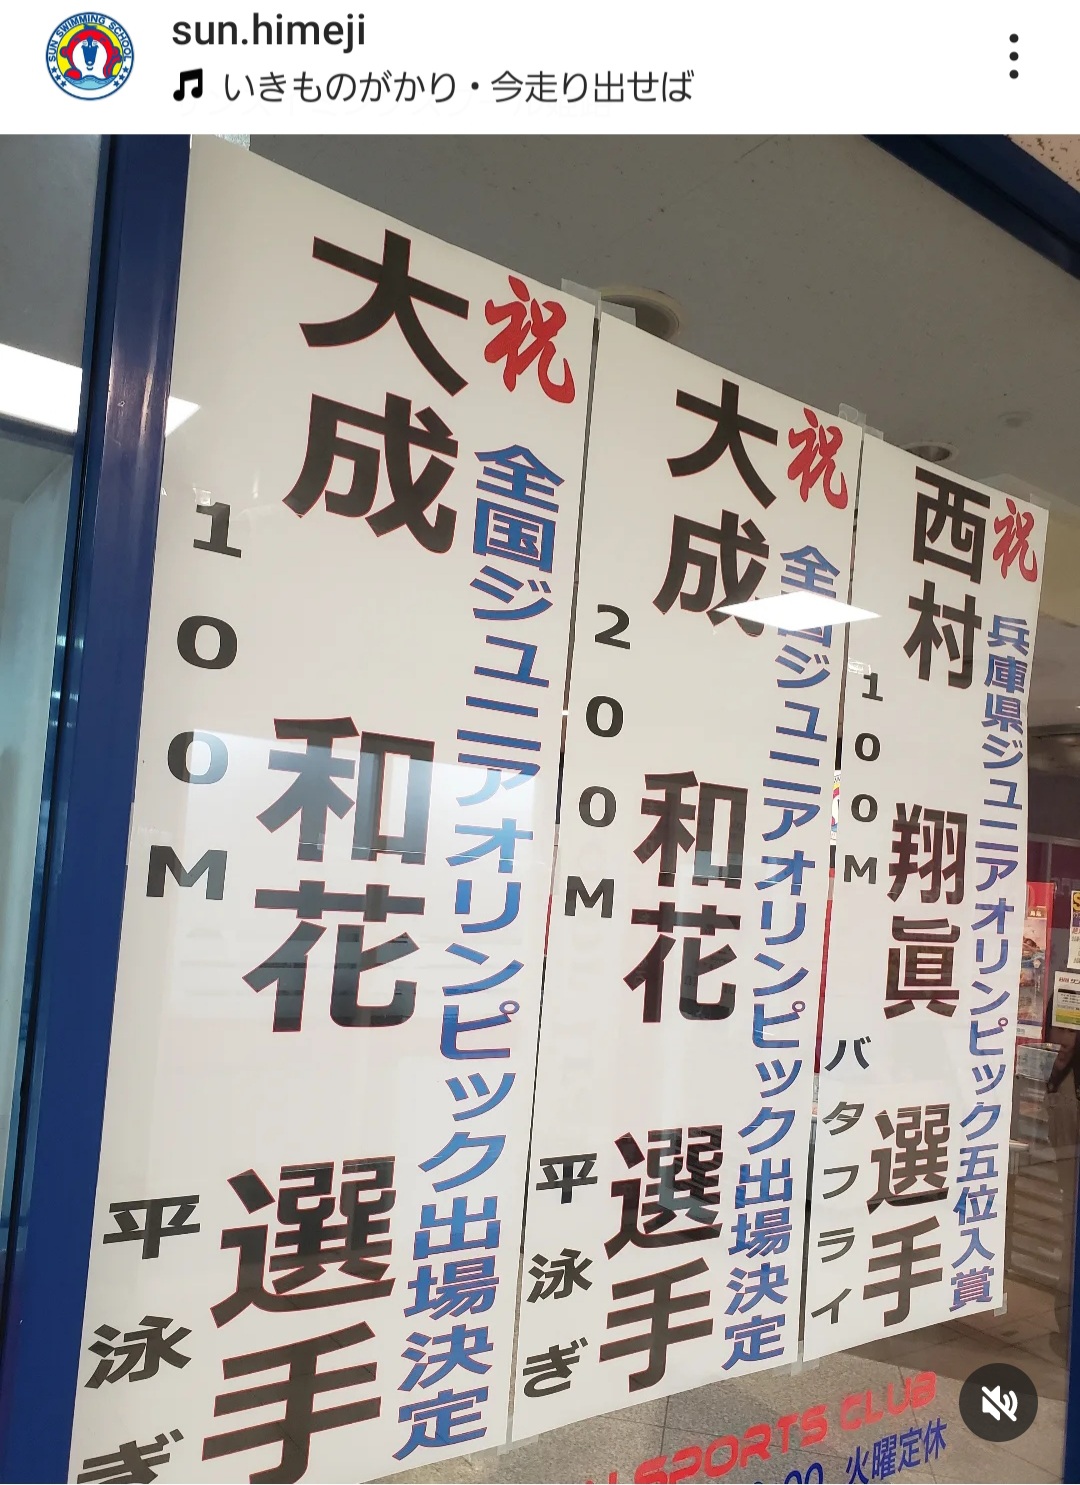 SUN SWIMMING SCHOOL
sun.himeji
いきものがかり・今走り出せば
祝
全国ジュニアオリンピック出場決定
大成 和花 選手
100M 平泳ぎ
祝
全国ジュニアオリンピック出場決定
大成 和花 選手
200M 平泳ぎ
祝
兵庫県ジュニアオリンピック五位入賞
西村 翔眞 選手
100M バタフライ
SPORTS CLUB
火曜定休